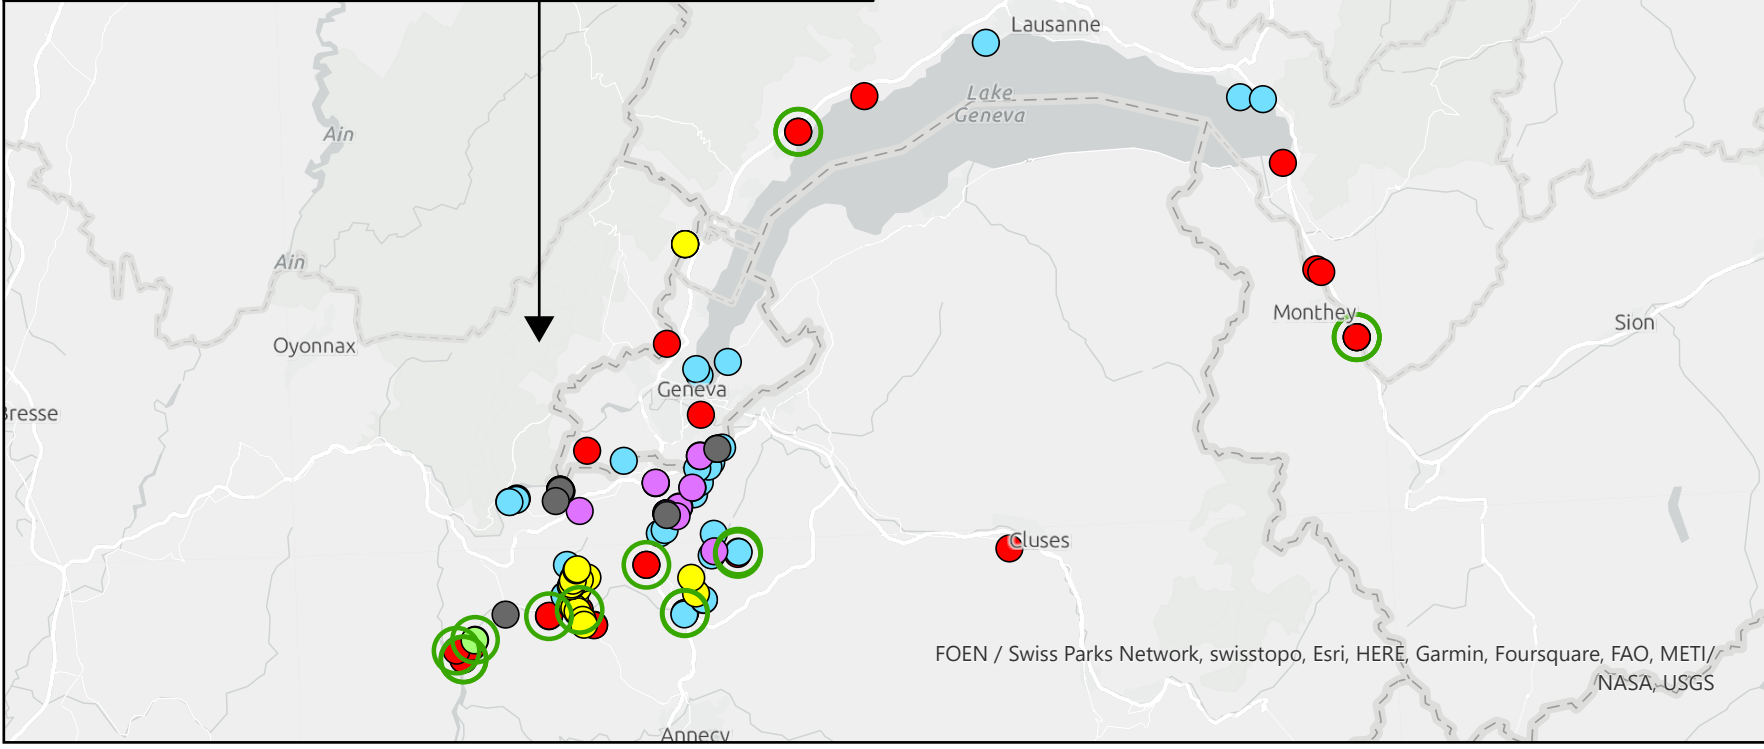 Lausanne
Lake
Geneva
Ain
Ain
Oyonnax
Monthey
Sion
Geneva
Bresse
Cluses
FOEN / Swiss Parks Network, swisstopo, Esri, HERE, Garmin, Foursquare, FAO, METI/
NASA, USGS
Annecy